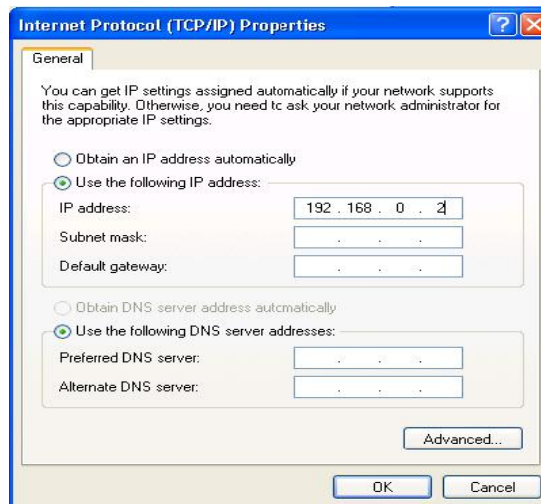 Internet Protocol (TCP/IP) Properties
General
You can get IP settings assigned automatically if your network supports
this capability. Otherwise, you need to ask your network administrator for
the appropriate IP settings.
Obtain an IP address automatically
Use the following IP address:
IP address: 192 . 168 . 0 . 2
Subnet mask: . . .
Default gateway: . . .
Obtain DNS server address automatically
Use the following DNS server addresses:
Preferred DNS server: . . .
Alternate DNS server: . . .
Advanced...
OK Cancel